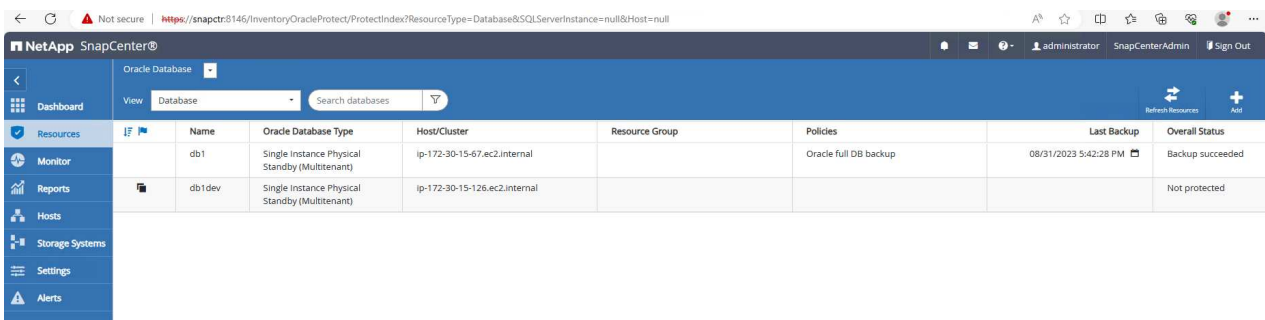 Not secure https://snapctr:8146/InventoryOracleProtect/ProtectIndex?ResourceType=Database&SQLServerInstance=null&Host=null
NetApp SnapCenter® administrator SnapCenterAdmin Sign Out
Oracle Database
Dashboard View Database Search databases Refresh Resources Add
Resources Name Oracle Database Type Host/Cluster Resource Group Policies Last Backup Overall Status
Monitor db1 Single Instance Physical ip-172-30-15-67.ec2.internal Oracle full DB backup 08/31/2023 5:42:28 PM Backup succeeded
Standby (Multitenant)
Reports db1dev Single Instance Physical ip-172-30-15-126.ec2.internal Not protected
Standby (Multitenant)
Hosts
Storage Systems
Settings
Alerts